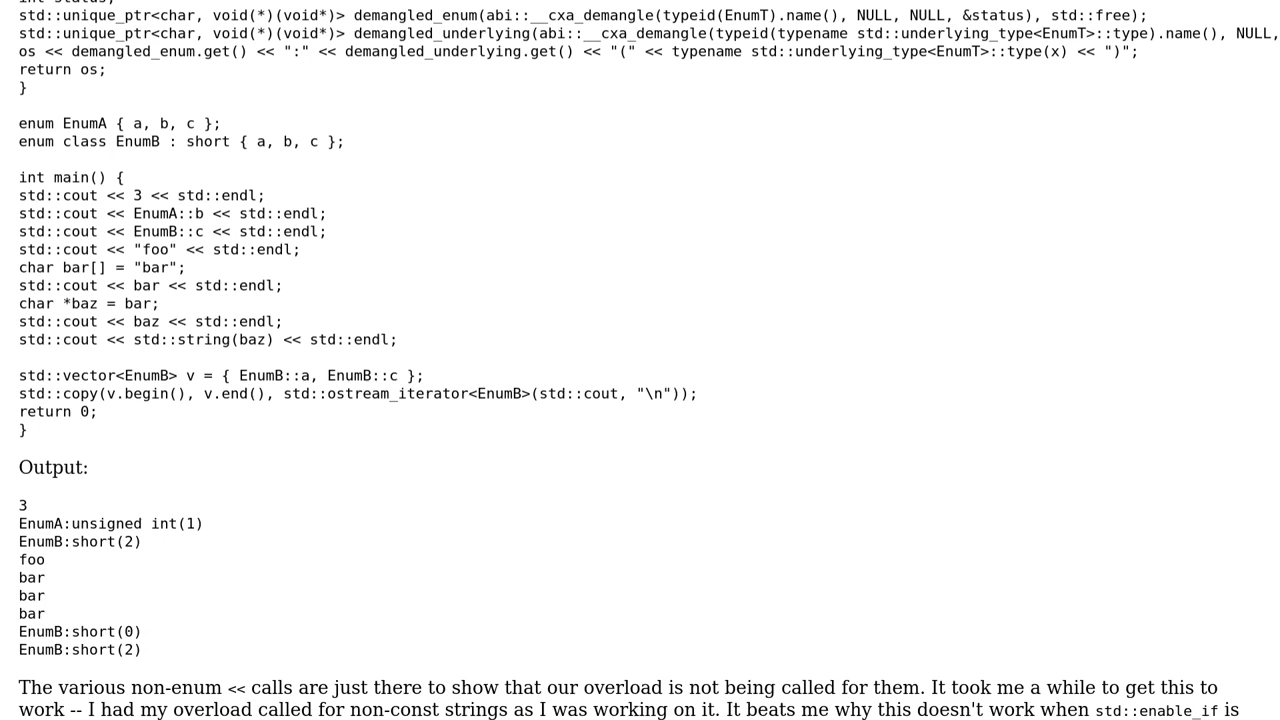 int status;
std::unique_ptr<char, void(*)(void*)> demangled_enum(abi::__cxa_demangle(typeid(EnumT).name(), NULL, NULL, &status), std::free);
std::unique_ptr<char, void(*)(void*)> demangled_underlying(abi::__cxa_demangle(typeid(typename std::underlying_type<EnumT>::type).name(), NULL,
os << demangled_enum.get() << ":" << demangled_underlying.get() << "(" << typename std::underlying_type<EnumT>::type(x) << ")";
return os;
}
enum EnumA { a, b, c };
enum class EnumB : short { a, b, c };
int main() {
std::cout << 3 << std::endl;
std::cout << EnumA::b << std::endl;
std::cout << EnumB::c << std::endl;
std::cout << "foo" << std::endl;
char bar[] = "bar";
std::cout << bar << std::endl;
char *baz = bar;
std::cout << baz << std::endl;
std::cout << std::string(baz) << std::endl;
std::vector<EnumB> v = { EnumB::a, EnumB::c };
std::copy(v.begin(), v.end(), std::ostream_iterator<EnumB>(std::cout, "\n"));
return 0;
}
Output:
3
EnumA:unsigned int(1)
EnumB:short(2)
foo
bar
bar
bar
EnumB:short(0)
EnumB:short(2)
The various non-enum << calls are just there to show that our overload is not being called for them. It took me a while to get this to
work -- I had my overload called for non-const strings as I was working on it. It beats me why this doesn't work when std::enable_if is